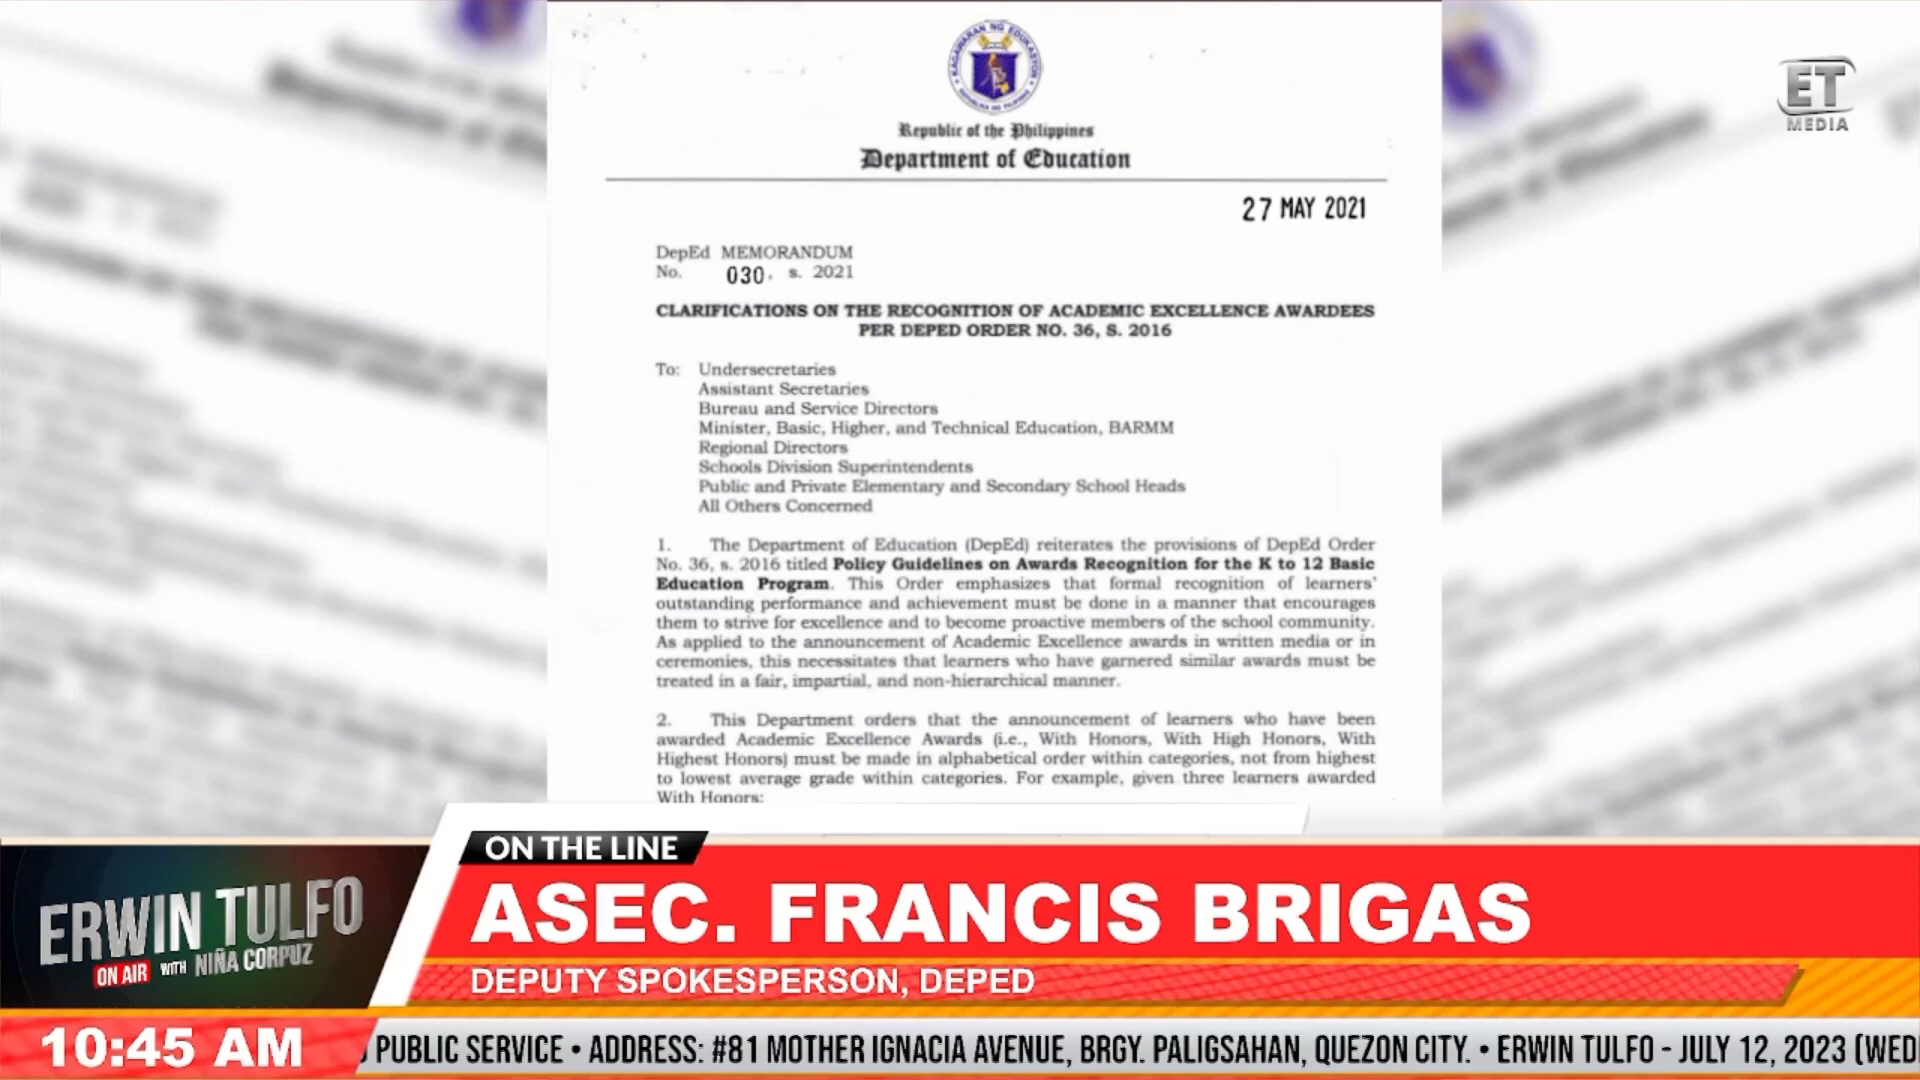 KAGAWARAN NG EDUKASYON
REPUBLIKA NG PILIPINAS
Republic of the Philippines
Department of Education
27 MAY 2021
DepEd MEMORANDUM
No. 030, s. 2021
CLARIFICATIONS ON THE RECOGNITION OF ACADEMIC EXCELLENCE AWARDEES
PER DEPED ORDER NO. 36, S. 2016
To: Undersecretaries
Assistant Secretaries
Bureau and Service Directors
Minister, Basic, Higher, and Technical Education, BARMM
Regional Directors
Schools Division Superintendents
Public and Private Elementary and Secondary School Heads
All Others Concerned
1. The Department of Education (DepEd) reiterates the provisions of DepEd Order
No. 36, s. 2016 titled Policy Guidelines on Awards Recognition for the K to 12 Basic
Education Program. This Order emphasizes that formal recognition of learners'
outstanding performance and achievement must be done in a manner that encourages
them to strive for excellence and to become proactive members of the school community.
As applied to the announcement of Academic Excellence awards in written media or in
ceremonies, this necessitates that learners who have garnered similar awards must be
treated in a fair, impartial, and non-hierarchical manner.
2. This Department orders that the announcement of learners who have been
awarded Academic Excellence Awards (i.e., With Honors, With High Honors, With
Highest Honors) must be made in alphabetical order within categories, not from highest
to lowest average grade within categories. For example, given three learners awarded
With Honors:
ET
MEDIA
ON THE LINE
ASEC. FRANCIS BRIGAS
DEPUTY SPOKESPERSON, DEPED
ERWIN TULFO
ON AIR WITH NIÑA CORPUZ
10:45 AM
PUBLIC SERVICE • ADDRESS: #81 MOTHER IGNACIA AVENUE, BRGY. PALIGSAHAN, QUEZON CITY. • ERWIN TULFO - JULY 12, 2023 (WED